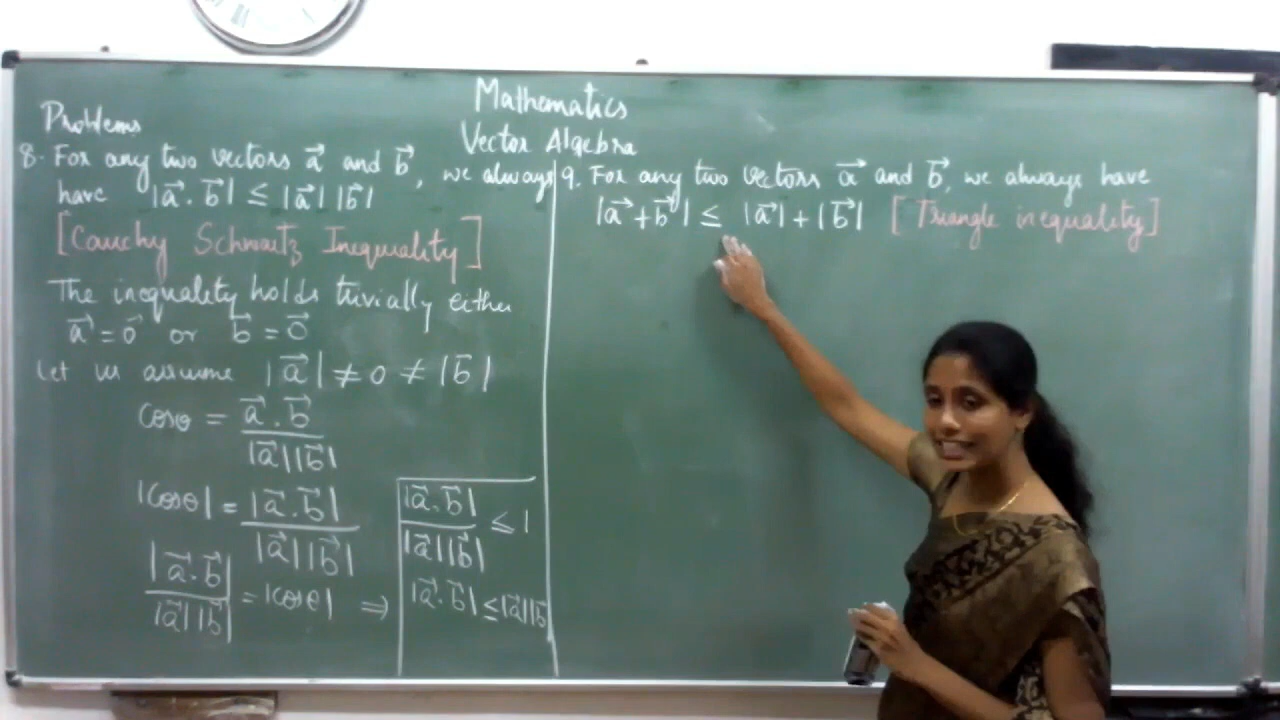 Mathematics
Vector Algebra
Problems
8. For any two vectors a⃗ and b⃗, we always
have |a⃗ . b⃗| ≤ |a⃗| |b⃗|
[Cauchy Schwartz Inequality]
The inequality holds trivially either
a⃗ = 0⃗ or b⃗ = 0⃗
Let us assume |a⃗| ≠ 0 ≠ |b⃗|
cosθ = a⃗ . b⃗ / |a⃗| |b⃗|
|cosθ| = |a⃗ . b⃗| / |a⃗| |b⃗|
|a⃗ . b⃗| / |a⃗| |b⃗| = |cosθ| ⇒
|a⃗ . b⃗| / |a⃗| |b⃗| ≤ 1
|a⃗ . b⃗| ≤ |a⃗| |b⃗
9. For any two vectors a⃗ and b⃗, we always have
|a⃗ + b⃗| ≤ |a⃗| + |b⃗| [Triangle inequality]